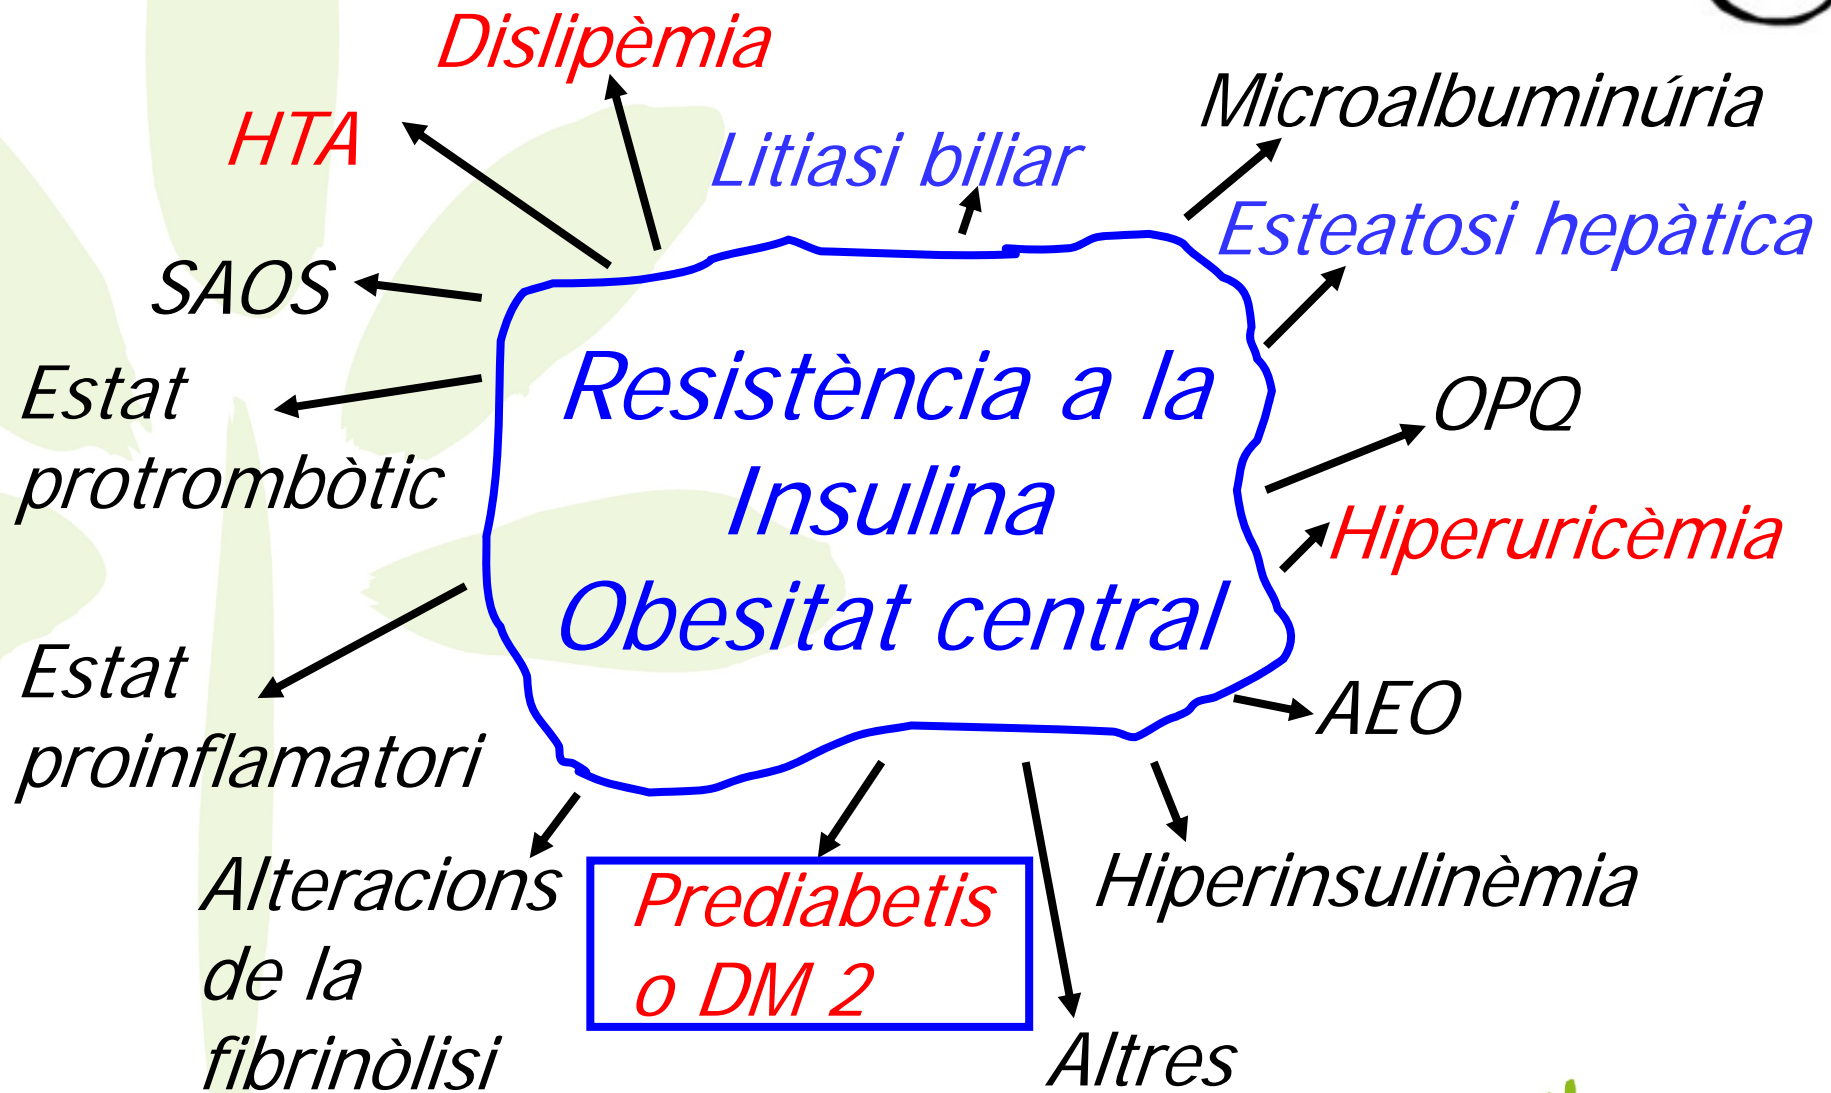 Dislipèmia
HTA
Litiasi biliar
Microalbuminúria
Esteatosi hepàtica
SAOS
Estat
protrombòtic
Resistència a la
Insulina
Obesitat central
OPQ
Hiperuricèmia
Estat
proinflamatori
AEO
Alteracions
de la
fibrinòlisi
Prediabetis
o DM 2
Hiperinsulinèmia
Altres